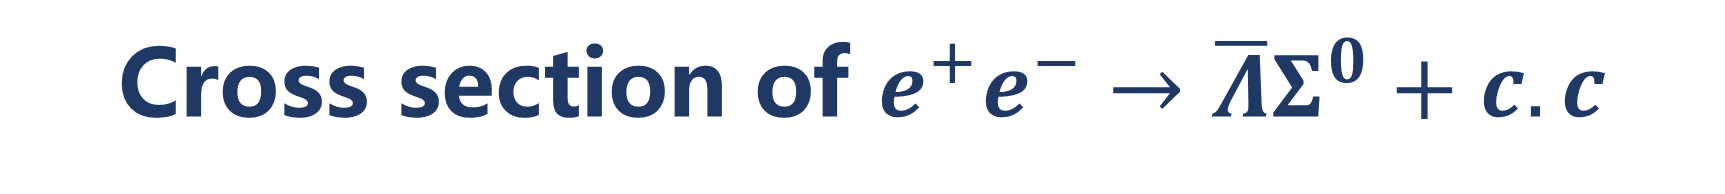 Cross section of e⁺e⁻ → Λ̅Σ⁰ + c.c